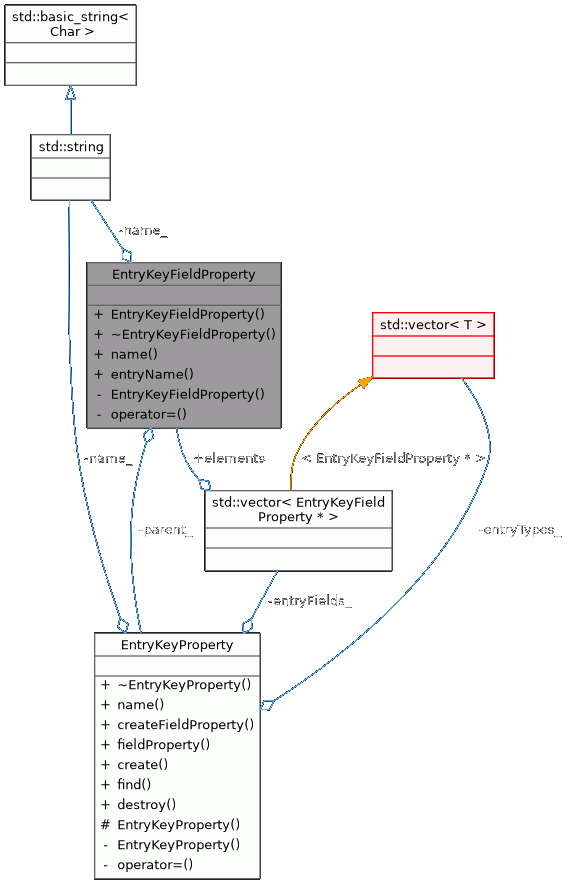 std::basic_string<
Char >
std::string
-name_
EntryKeyFieldProperty
+ EntryKeyFieldProperty()
+ ~EntryKeyFieldProperty()
+ name()
+ entryName()
- EntryKeyFieldProperty()
- operator=()
std::vector< T >
-name_
+elements
< EntryKeyFieldProperty * >
std::vector< EntryKeyField
Property * >
-parent_
-entryTypes_
-entryFields_
EntryKeyProperty
+ ~EntryKeyProperty()
+ name()
+ createFieldProperty()
+ fieldProperty()
+ create()
+ find()
+ destroy()
# EntryKeyProperty()
- EntryKeyProperty()
- operator=()